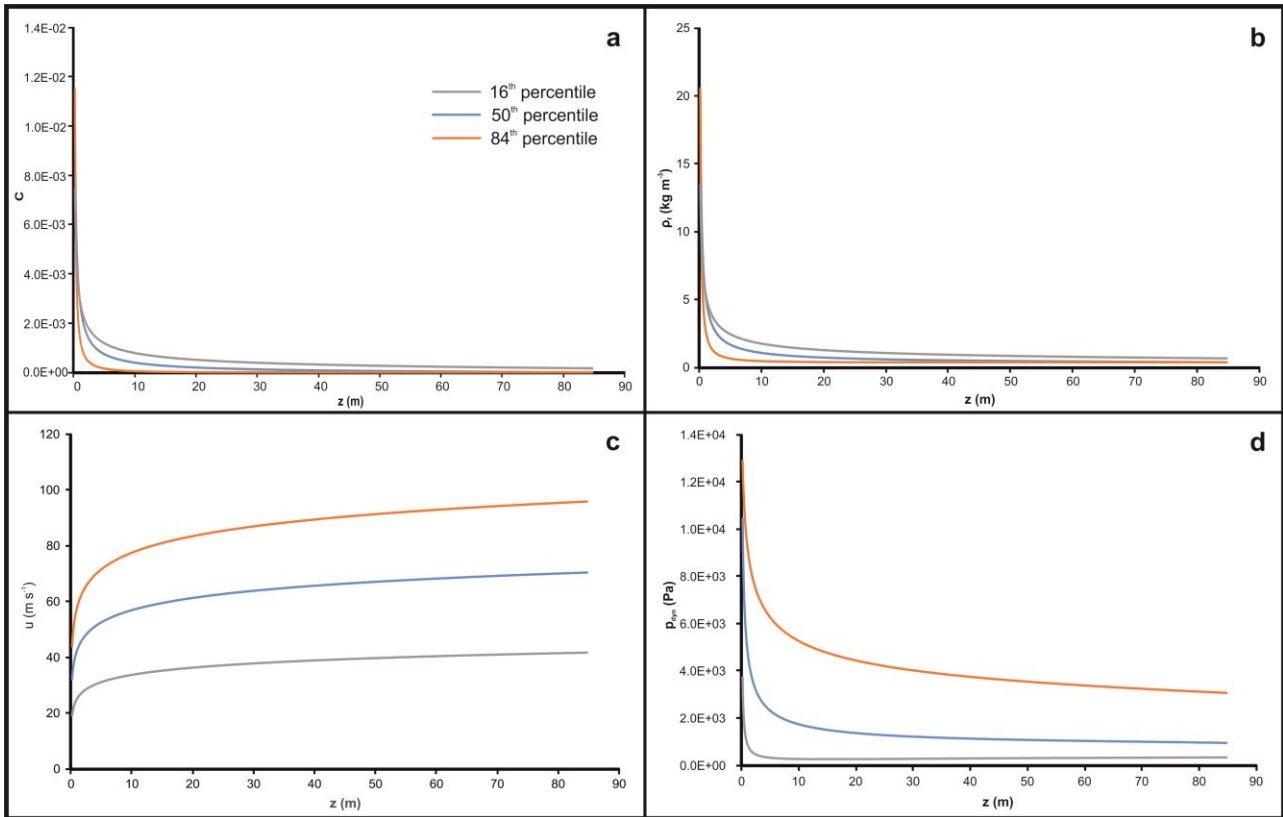 a
1.4E-02
1.2E-02
1.0E-02
8.0E-03
6.0E-03
4.0E-03
2.0E-03
0.0E+00
C
16th percentile
50th percentile
84th percentile
0 10 20 30 40 50 60 70 80 90
z (m)
b
25
20
15
10
5
0
ρf (kg m-3)
0 10 20 30 40 50 60 70 80 90
z (m)
c
120
100
80
60
40
20
0
u (m s-1)
0 10 20 30 40 50 60 70 80 90
z (m)
d
1.4E+04
1.2E+04
1.0E+04
8.0E+03
6.0E+03
4.0E+03
2.0E+03
0.0E+00
pdyn (Pa)
0 10 20 30 40 50 60 70 80 90
z (m)